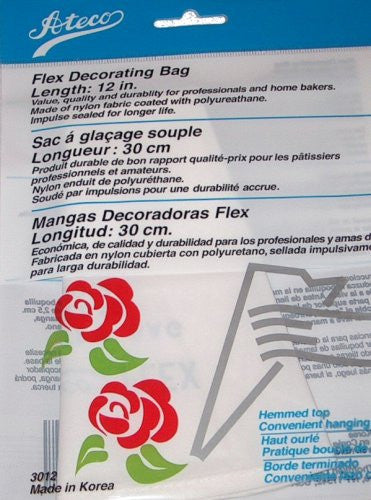 Ateco
Flex Decorating Bag
Length: 12 in.
Value, quality and durablity for professionals and home bakers.
Made of nylon fabric coated with polyureathane.
Impulse sealed for longer life.
Sac á glaçage souple
Longueur: 30 cm
Produit durable de bon rapport qualité-prix pour les pâtissiers
professionnels et amateurs.
Nylon enduit de polyuréthane.
Soudé par impulsions pour une durabilité accrue.
Mangas Decoradoras Flex
Longitud: 30 cm.
Económica, de calidad y durabilidad para los profesionales y amas d
Fabricada en nylon cubierta con polyuretano, sellada impulsivam
para larga durabilidad.
Hemmed top
Convenient hanging
Haut ourlé
Pratique boucle de
Borde terminado
3012
Made in Korea